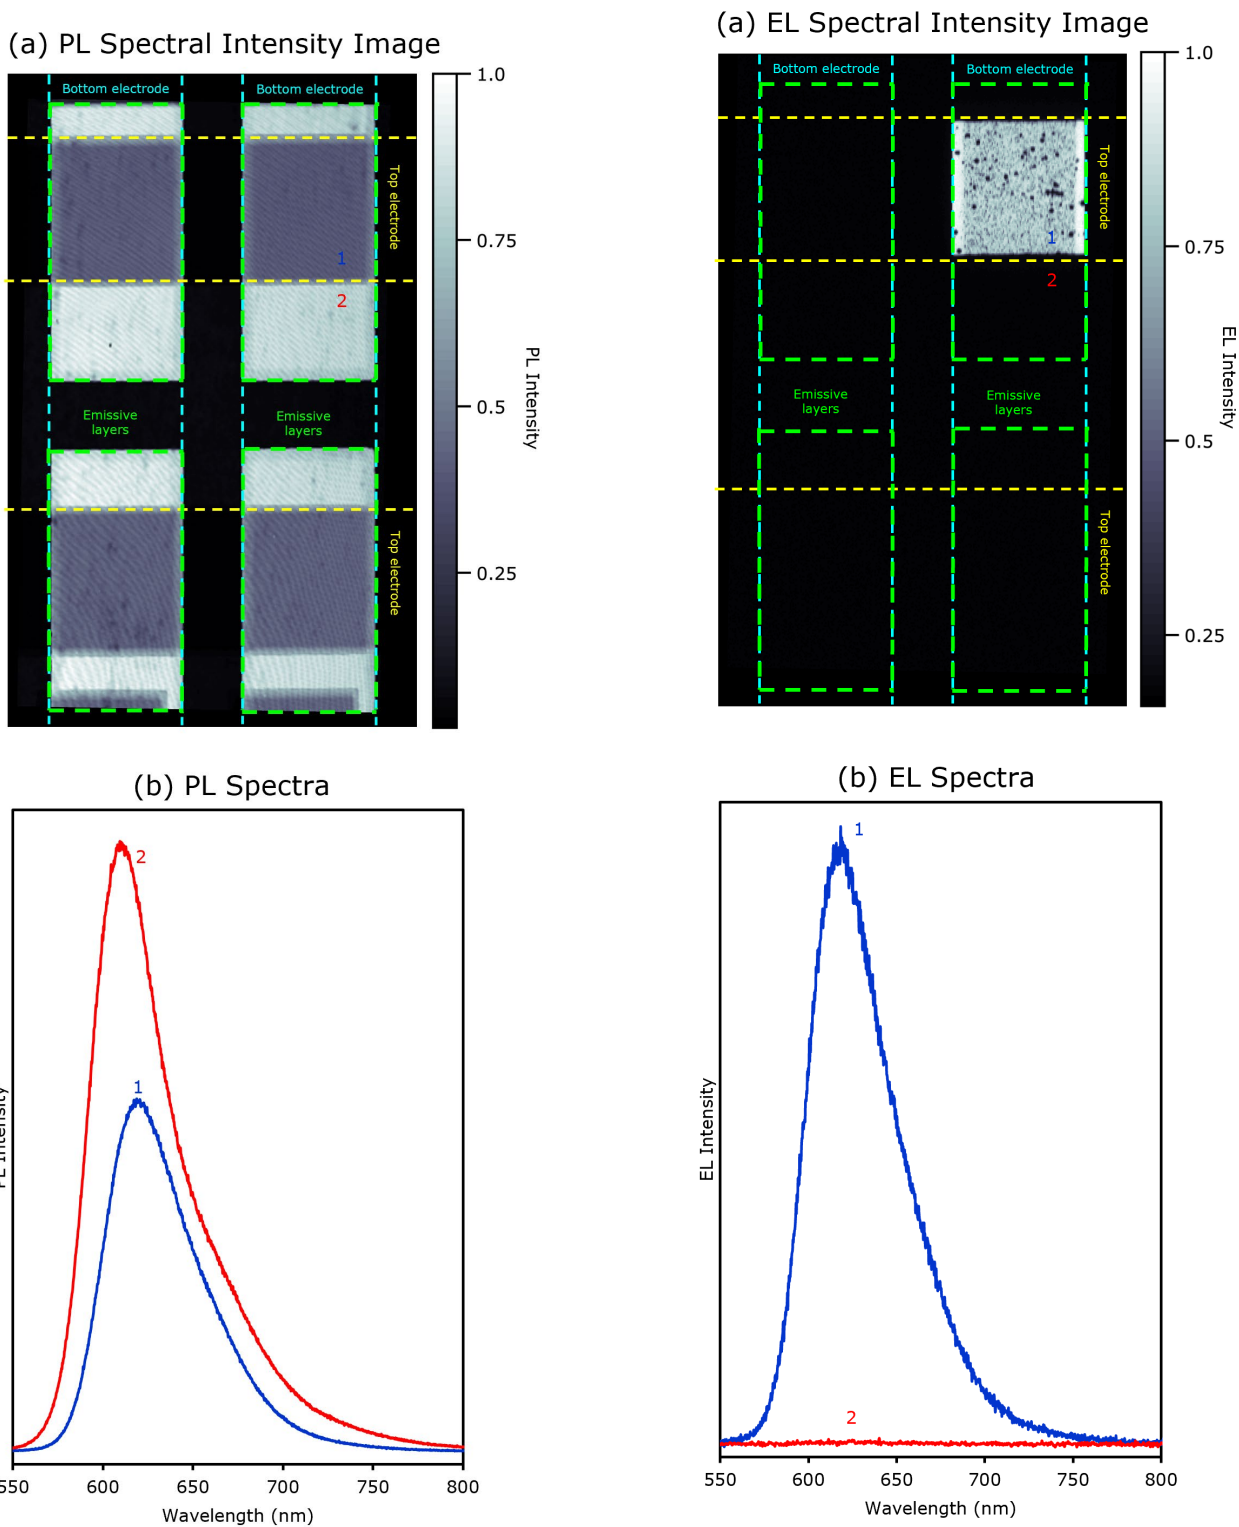 (a) PL Spectral Intensity Image
Bottom electrode
Bottom electrode
Top electrode
1
2
Emissive
layers
Emissive
layers
Top electrode
1.0
0.75
0.5
0.25
PL Intensity
(a) EL Spectral Intensity Image
Bottom electrode
Bottom electrode
Top electrode
1
2
Emissive
layers
Emissive
layers
Top electrode
1.0
0.75
0.5
0.25
EL Intensity
(b) PL Spectra
2
1
PL Intensity
550 600 650 700 750 800
Wavelength (nm)
(b) EL Spectra
1
2
EL Intensity
550 600 650 700 750 800
Wavelength (nm)